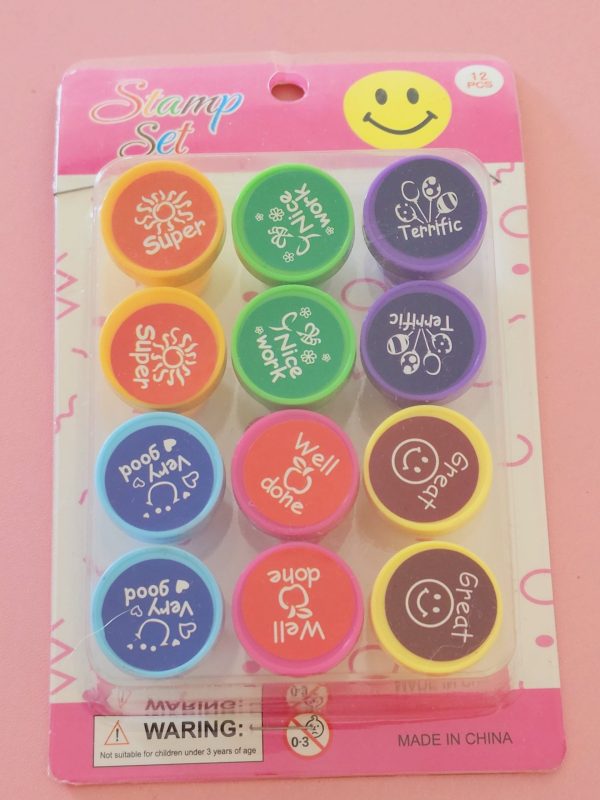 Stamp
Set
12
PCS
Super
Nice
work
Terrific
Super
Nice
work
Terrific
Very
good
Well
done
Great
Very
good
Well
done
Great
WARING:
Not suitable for children under 3 years of age
0-3
MADE IN CHINA